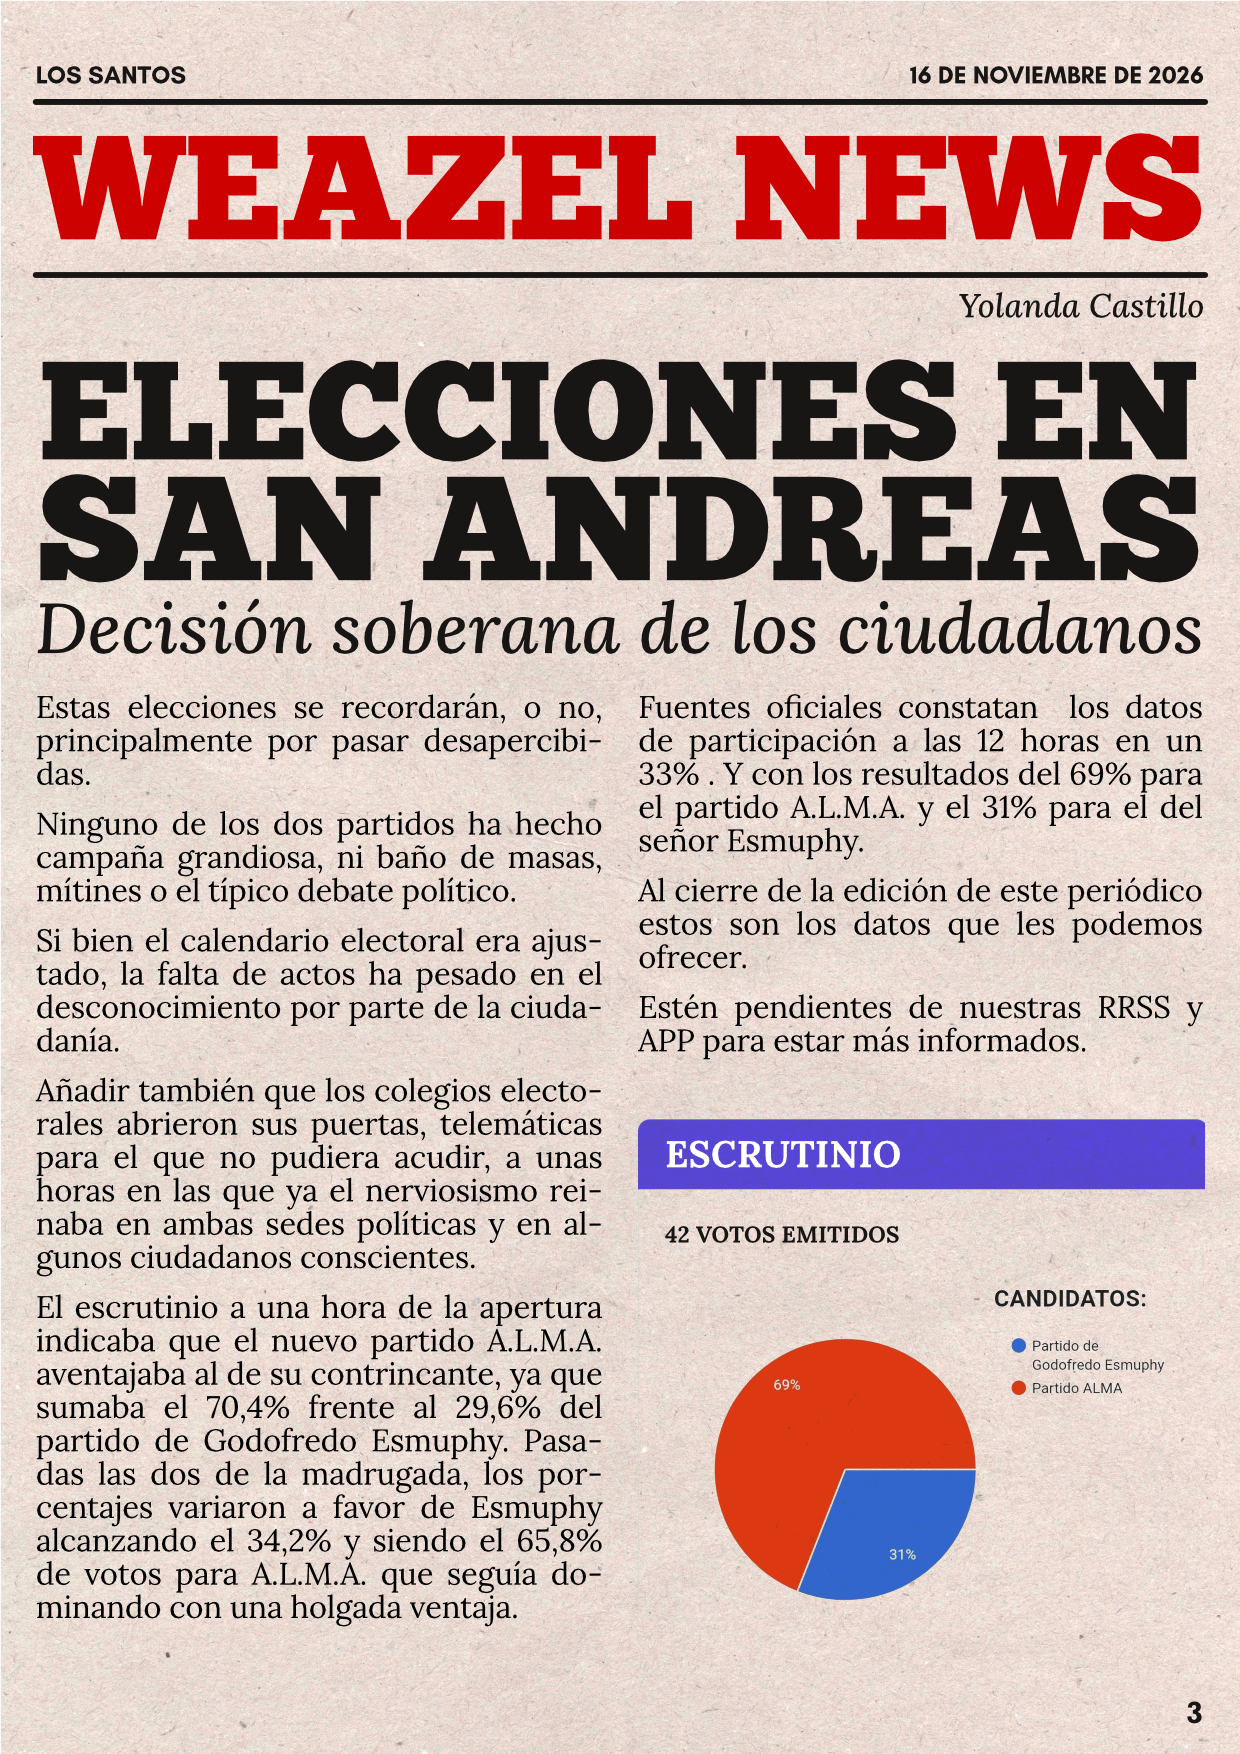 LOS SANTOS
16 DE NOVIEMBRE DE 2026
WEAZEL NEWS
Yolanda Castillo
ELECCIONES EN
SAN ANDREAS
Decisión soberana de los ciudadanos
Estas elecciones se recordarán, o no,
principalmente por pasar desapercibi-
das.
Ninguno de los dos partidos ha hecho
campaña grandiosa, ni baño de masas,
mítines o el típico debate político.
Si bien el calendario electoral era ajus-
tado, la falta de actos ha pesado en el
desconocimiento por parte de la ciuda-
danía.
Añadir también que los colegios electo-
rales abrieron sus puertas, telemáticas
para el que no pudiera acudir, a unas
horas en las que ya el nerviosismo rei-
naba en ambas sedes políticas y en al-
gunos ciudadanos conscientes.
El escrutinio a una hora de la apertura
indicaba que el nuevo partido A.L.M.A.
aventajaba al de su contrincante, ya que
sumaba el 70,4% frente al 29,6% del
partido de Godofredo Esmuphy. Pasa-
das las dos de la madrugada, los por-
centajes variaron a favor de Esmuphy
alcanzando el 34,2% y siendo el 65,8%
de votos para A.L.M.A. que seguía do-
minando con una holgada ventaja.
Fuentes oficiales constatan los datos
de participación a las 12 horas en un
33% . Y con los resultados del 69% para
el partido A.L.M.A. y el 31% para el del
señor Esmuphy.
Al cierre de la edición de este periódico
estos son los datos que les podemos
ofrecer.
Estén pendientes de nuestras RRSS y
APP para estar más informados.
ESCRUTINIO
42 VOTOS EMITIDOS
CANDIDATOS:
Partido de
Godofredo Esmuphy
Partido ALMA
69%
31%
3